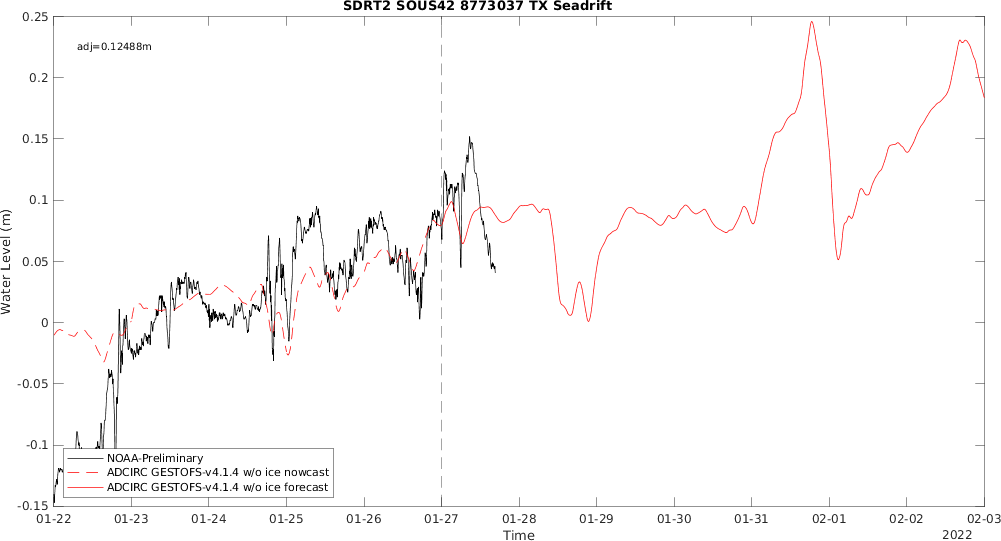 SDRT2 SOUS42 8773037 TX Seadrift
adj=0.12488m
Water Level (m)
0.25
0.2
0.15
0.1
0.05
0
-0.05
-0.1
-0.15
NOAA-Preliminary
ADCIRC GESTOFS-v4.1.4 w/o ice nowcast
ADCIRC GESTOFS-v4.1.4 w/o ice forecast
01-22 01-23 01-24 01-25 01-26 01-27 01-28 01-29 01-30 01-31 02-01 02-02 02-03
Time
2022